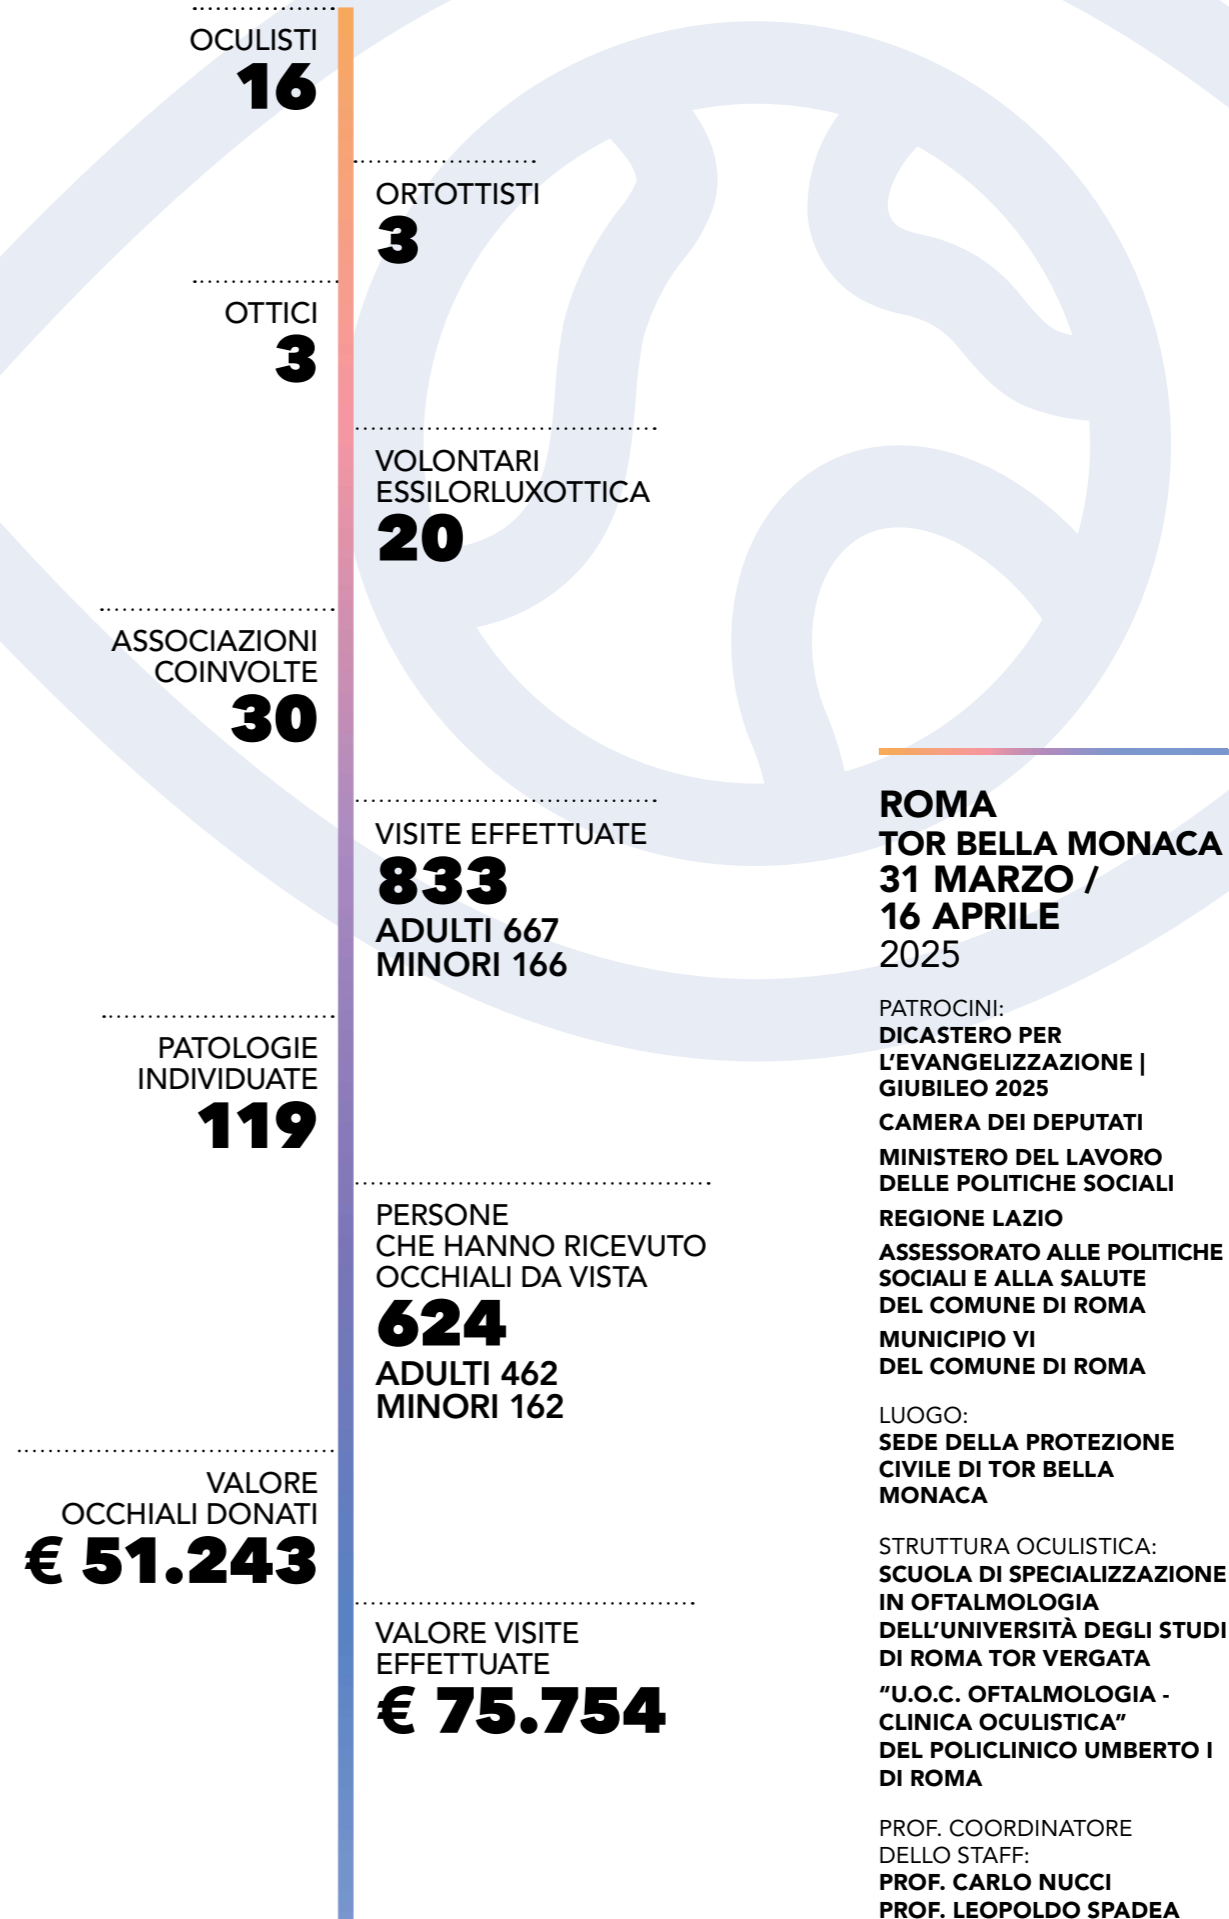 OCULISTI
16
ORTOTTISTI
3
OTTICI
3
VOLONTARI
ESSILORLUXOTTICA
20
ASSOCIAZIONI
COINVOLTE
30
VISITE EFFETTUATE
833
ADULTI 667
MINORI 166
PATOLOGIE
INDIVIDUATE
119
PERSONE
CHE HANNO RICEVUTO
OCCHIALI DA VISTA
624
ADULTI 462
MINORI 162
VALORE
OCCHIALI DONATI
€ 51.243
VALORE VISITE
EFFETTUATE
€ 75.754
ROMA
TOR BELLA MONACA
31 MARZO /
16 APRILE
2025
PATROCINI:
DICASTERO PER
L’EVANGELIZZAZIONE |
GIUBILEO 2025
CAMERA DEI DEPUTATI
MINISTERO DEL LAVORO
DELLE POLITICHE SOCIALI
REGIONE LAZIO
ASSESSORATO ALLE POLITICHE
SOCIALI E ALLA SALUTE
DEL COMUNE DI ROMA
MUNICIPIO VI
DEL COMUNE DI ROMA
LUOGO:
SEDE DELLA PROTEZIONE
CIVILE DI TOR BELLA
MONACA
STRUTTURA OCULISTICA:
SCUOLA DI SPECIALIZZAZIONE
IN OFTALMOLOGIA
DELL’UNIVERSITÀ DEGLI STUDI
DI ROMA TOR VERGATA
“U.O.C. OFTALMOLOGIA -
CLINICA OCULISTICA”
DEL POLICLINICO UMBERTO I
DI ROMA
PROF. COORDINATORE
DELLO STAFF:
PROF. CARLO NUCCI
PROF. LEOPOLDO SPADEA